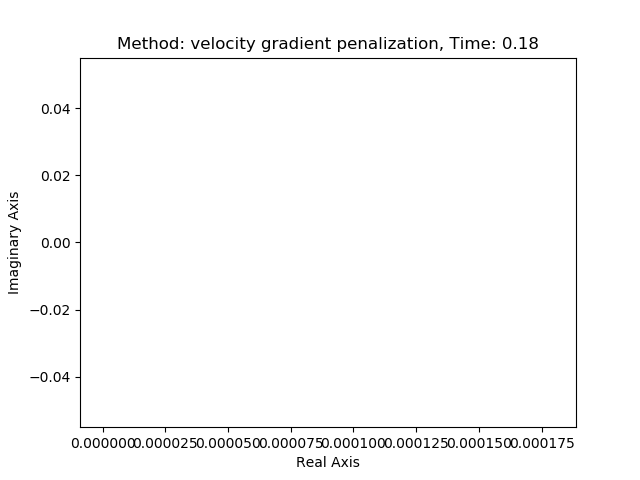 Method: velocity gradient penalization, Time: 0.18
0.04
0.02
0.00
−0.02
−0.04
Imaginary Axis
0.000000 0.000025 0.000050 0.000075 0.000100 0.000125 0.000150 0.000175
Real Axis